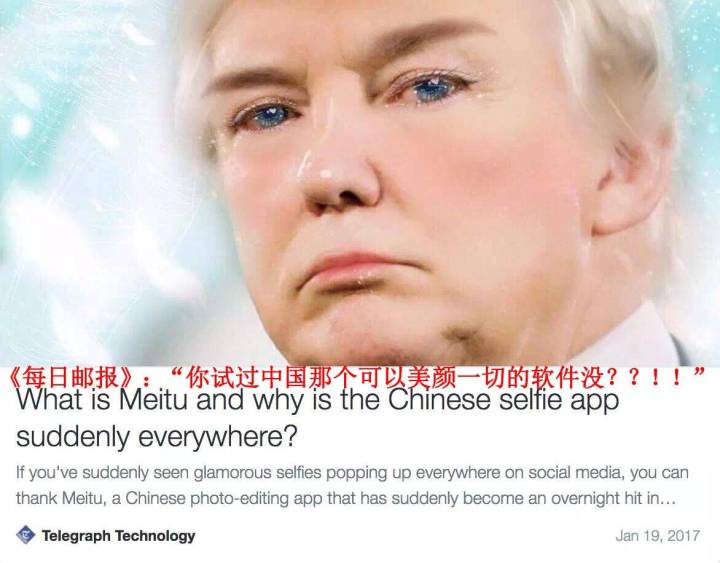 《每日邮报》：“你试过中国那个可以美颜一切的软件没？？！！”
What is Meitu and why is the Chinese selfie app
suddenly everywhere?
If you've suddenly seen glamorous selfies popping up everywhere on social media, you can
thank Meitu, a Chinese photo-editing app that has suddenly become an overnight hit in…
Telegraph Technology
Jan 19, 2017